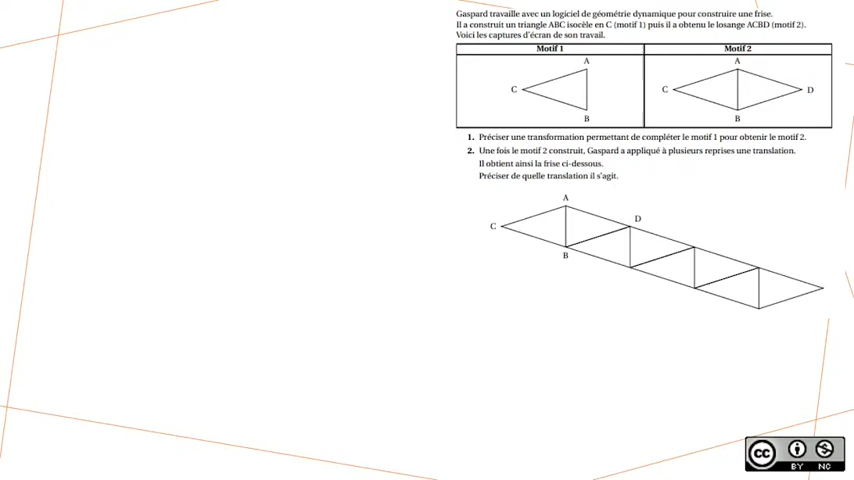 Gaspard travaille avec un logiciel de géométrie dynamique pour construire une frise.
Il a construit un triangle ABC isocèle en C (motif 1) puis il a obtenu le losange ACBD (motif 2).
Voici les captures d'écran de son travail.
Motif 1 Motif 2
A A
C C D
B B
1. Préciser une transformation permettant de compléter le motif 1 pour obtenir le motif 2.
2. Une fois le motif 2 construit, Gaspard a appliqué à plusieurs reprises une translation.
Il obtient ainsi la frise ci-dessous.
Préciser de quelle translation il s'agit.
A
D
C
B
cc
BY NC